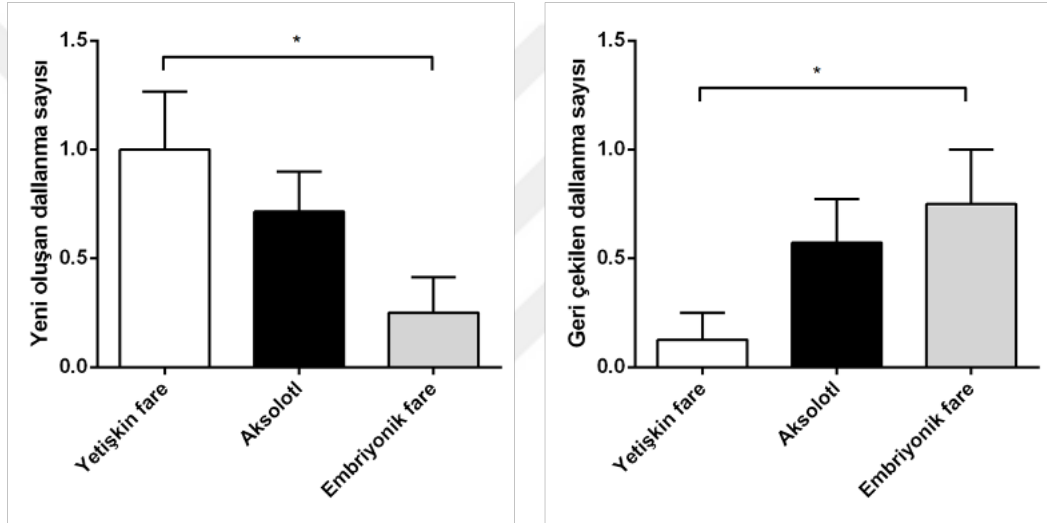 Yeni oluşan dallanma sayısı
1.5
1.0
0.5
0.0
*
Yetişkin fare
Aksolotl
Embriyonik fare
Geri çekilen dallanma sayısı
1.5
1.0
0.5
0.0
*
Yetişkin fare
Aksolotl
Embriyonik fare